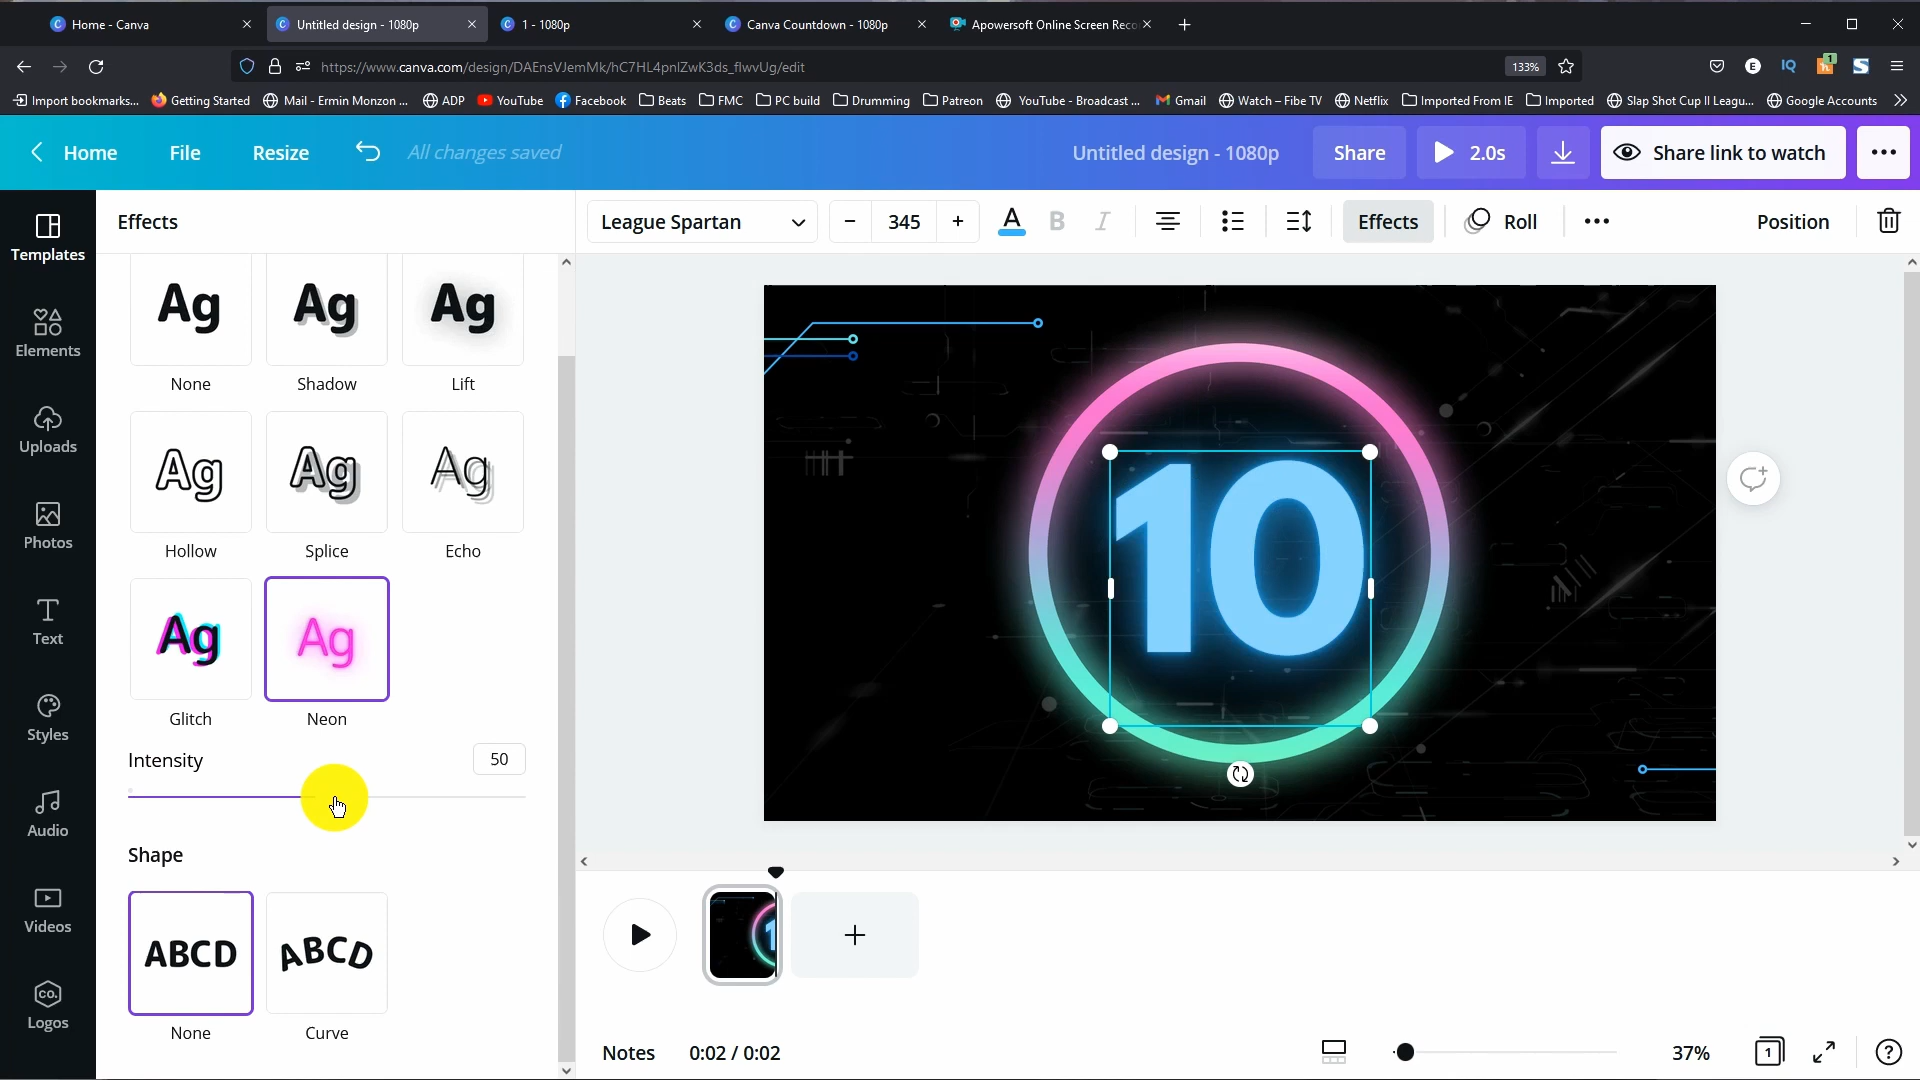 Home - Canva
Untitled design - 1080p
1 - 1080p
Canva Countdown - 1080p
Apowersoft Online Screen Reco
https://www.canva.com/design/DAEnsVJemMk/hC7HL4pnlZwK3ds_flwvUg/edit
133%
E
IQ
1
Import bookmarks...
Getting Started
Mail - Ermin Monzon ...
ADP
YouTube
Facebook
Beats
FMC
PC build
Drumming
Patreon
YouTube - Broadcast ...
Gmail
Watch – Fibe TV
Netflix
Imported From IE
Imported
Slap Shot Cup II Leagu...
Google Accounts
Home
File
Resize
All changes saved
Untitled design - 1080p
Share
2.0s
Share link to watch
Templates
Elements
Uploads
Photos
Text
Styles
Audio
Videos
CO.
Logos
Effects
Ag
None
Ag
Shadow
Ag
Lift
Ag
Hollow
Ag
Splice
Ag
Echo
Ag
Glitch
Ag
Neon
Intensity
50
Shape
ABCD
None
ABCD
Curve
League Spartan
345
A
B
I
Effects
Roll
Position
10
Notes
0:02 / 0:02
37%
1